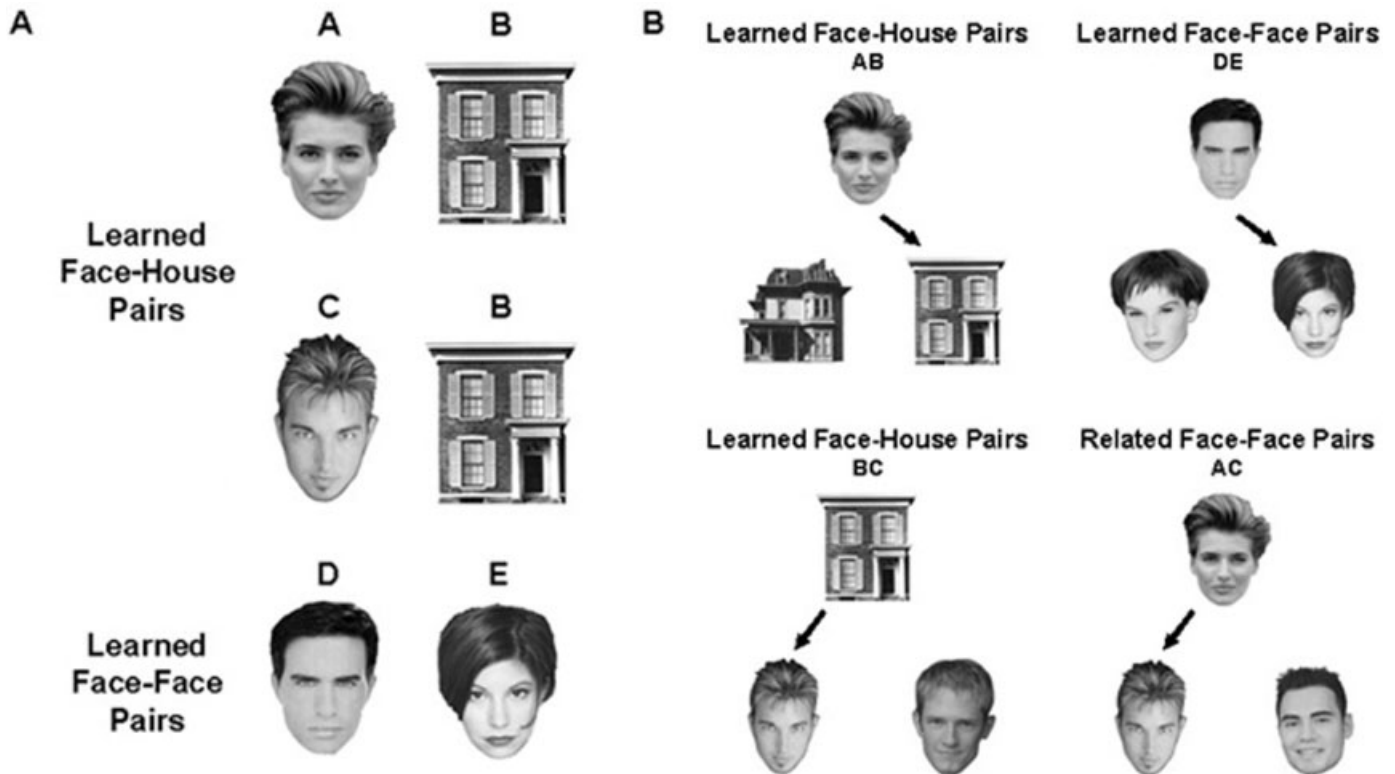 A
A
B
Learned
Face-House
Pairs
C
B
D
E
Learned
Face-Face
Pairs
B
Learned Face-House Pairs
AB
Learned Face-Face Pairs
DE
Learned Face-House Pairs
BC
Related Face-Face Pairs
AC